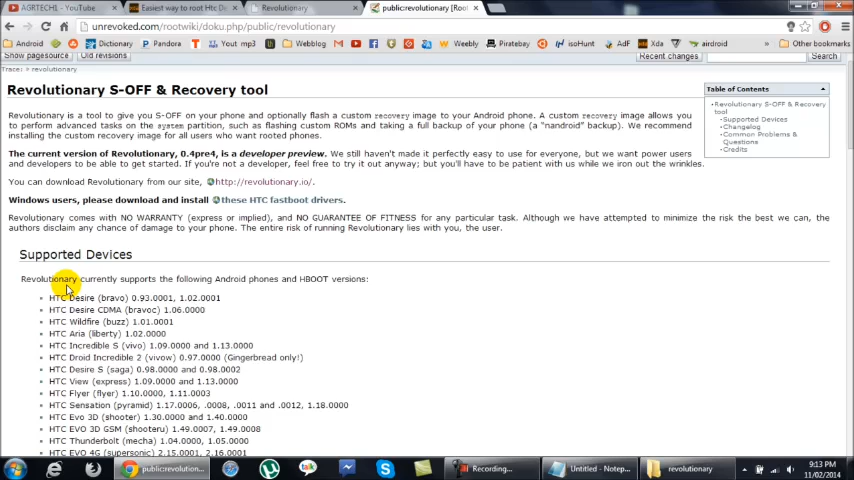 AGRTECH1 - YouTube
Easiest way to root Htc D
Revolutionary
public:revolutionary [Root
unrevoked.com/rootwiki/doku.php/public/revolutionary
Android
Dictionary
Pandora
Yout mp3
Webblog
Weebly
Piratebay
isoHunt
AdF
Xda
airdroid
Other bookmarks
Show pagesource
Old revisions
Recent changes
Search
Trace: › revolutionary
Revolutionary S-OFF & Recovery tool
Revolutionary is a tool to give you S-OFF on your phone and optionally flash a custom recovery image to your Android phone. A custom recovery image allows you
to perform advanced tasks on the system partition, such as flashing custom ROMs and taking a full backup of your phone (a "nandroid" backup). We recommend
installing the custom recovery image for all users who want rooted phones.
The current version of Revolutionary, 0.4pre4, is a developer preview. We still haven't made it perfectly easy to use for everyone, but we want power users
and developers to be able to get started. If you're not a developer, feel free to try it out anyway; but you'll have to be patient with us while we iron out the wrinkles.
You can download Revolutionary from our site, http://revolutionary.io/.
Windows users, please download and install these HTC fastboot drivers.
Revolutionary comes with NO WARRANTY (express or implied), and NO GUARANTEE OF FITNESS for any particular task. Although we have attempted to minimize the risk the best we can, the
authors disclaim any chance of damage to your phone. The entire risk of running Revolutionary lies with you, the user.
Table of Contents
Revolutionary S-OFF & Recovery
tool
Supported Devices
Changelog
Common Problems &
Questions
Credits
Supported Devices
Revolutionary currently supports the following Android phones and HBOOT versions:
HTC Desire (bravo) 0.93.0001, 1.02.0001
HTC Desire CDMA (bravoc) 1.06.0000
HTC Wildfire (buzz) 1.01.0001
HTC Aria (liberty) 1.02.0000
HTC Incredible S (vivo) 1.09.0000 and 1.13.0000
HTC Droid Incredible 2 (vivow) 0.97.0000 (Gingerbread only!)
HTC Desire S (saga) 0.98.0000 and 0.98.0002
HTC View (express) 1.09.0000 and 1.13.0000
HTC Flyer (flyer) 1.10.0000, 1.11.0003
HTC Sensation (pyramid) 1.17.0006, .0008, .0011 and .0012, 1.18.0000
HTC Evo 3D (shooter) 1.30.0000 and 1.40.0000
HTC EVO 3D GSM (shooteru) 1.49.0007, 1.49.0008
HTC Thunderbolt (mecha) 1.04.0000, 1.05.0000
HTC EVO 4G (supersonic) 2.15.0001, 2.16.0001
public:revolution...
Recording...
Untitled - Notep...
revolutionary
9:13 PM
11/02/2014